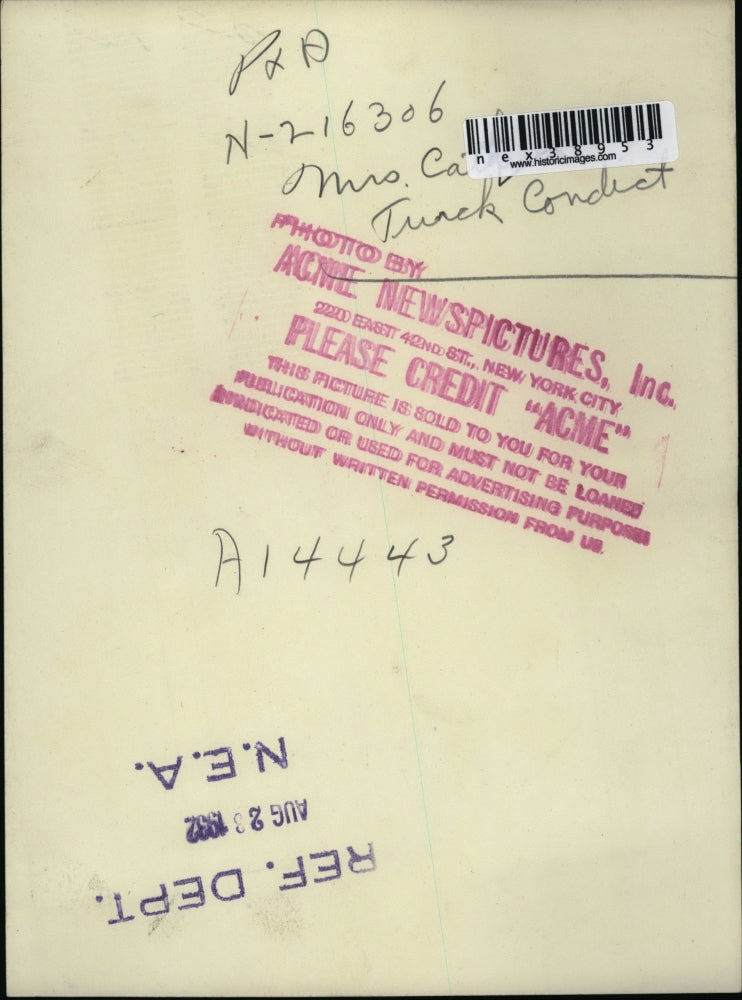 P & A
N-216306
nex38953
www.historicimages.com
Mrs. Ca
Conduct
PHOTO BY
ACME NEWSPICTURES, Inc.
220 EAST 42ND ST., NEW YORK CITY
PLEASE CREDIT "ACME"
THIS PICTURE IS SOLD TO YOU FOR YOUR
PUBLICATION ONLY AND MUST NOT BE LOANED
SYNDICATED OR USED FOR ADVERTISING PURPOSES
WITHOUT WRITTEN PERMISSION FROM US.
A14443
REF. DEPT.
AUG 23 1932
N.E.A.